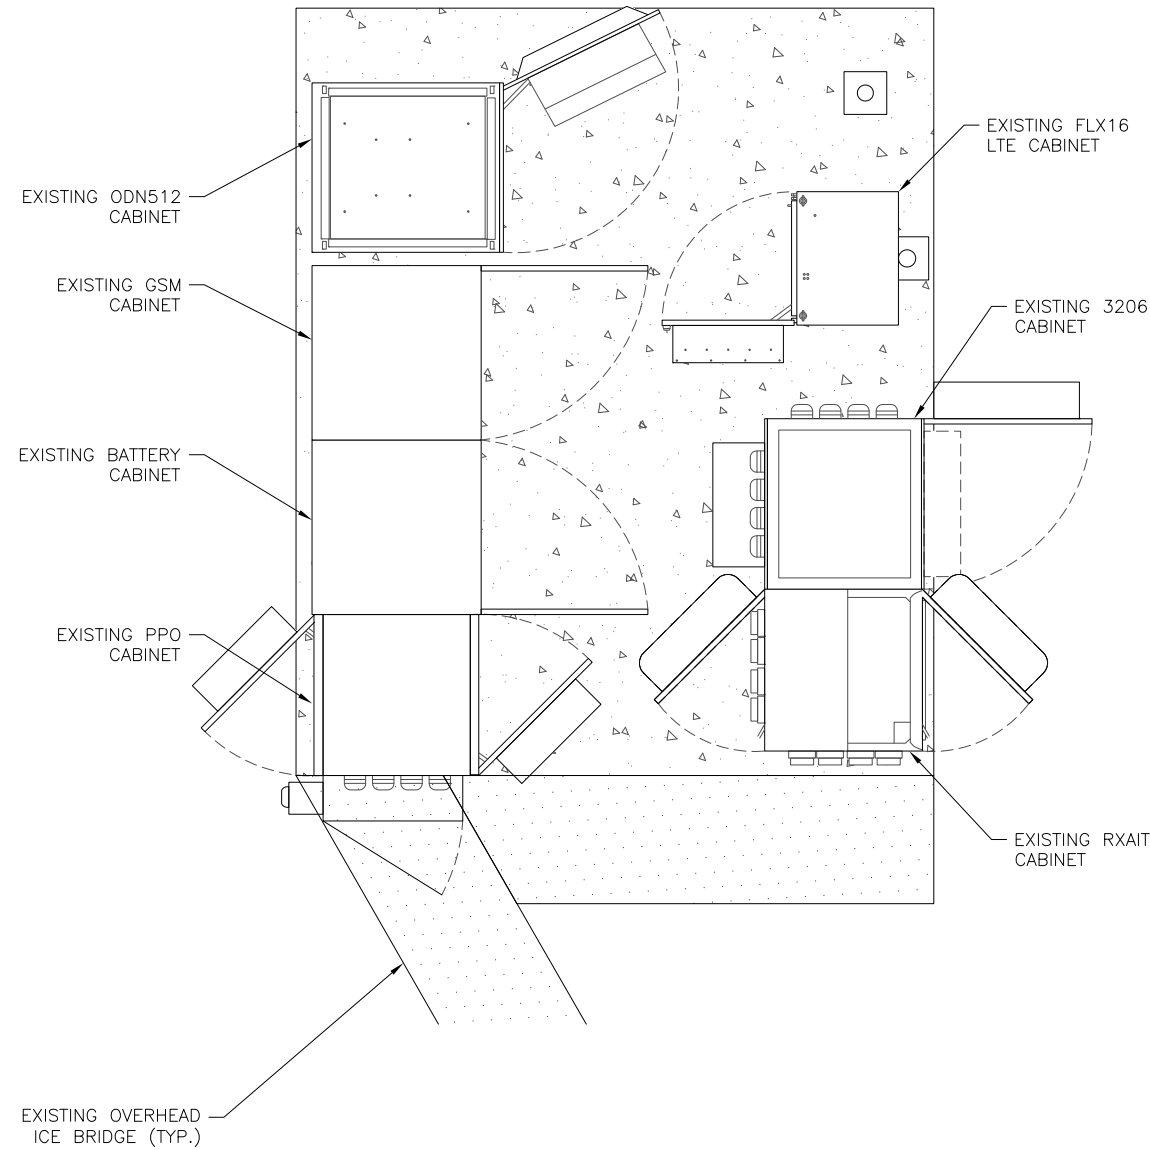 EXISTING FLX16
LTE CABINET
EXISTING ODN512
CABINET
EXISTING GSM
CABINET
EXISTING 3206
CABINET
EXISTING BATTERY
CABINET
EXISTING PPO
CABINET
EXISTING RXAIT
CABINET
EXISTING OVERHEAD
ICE BRIDGE (TYP.)